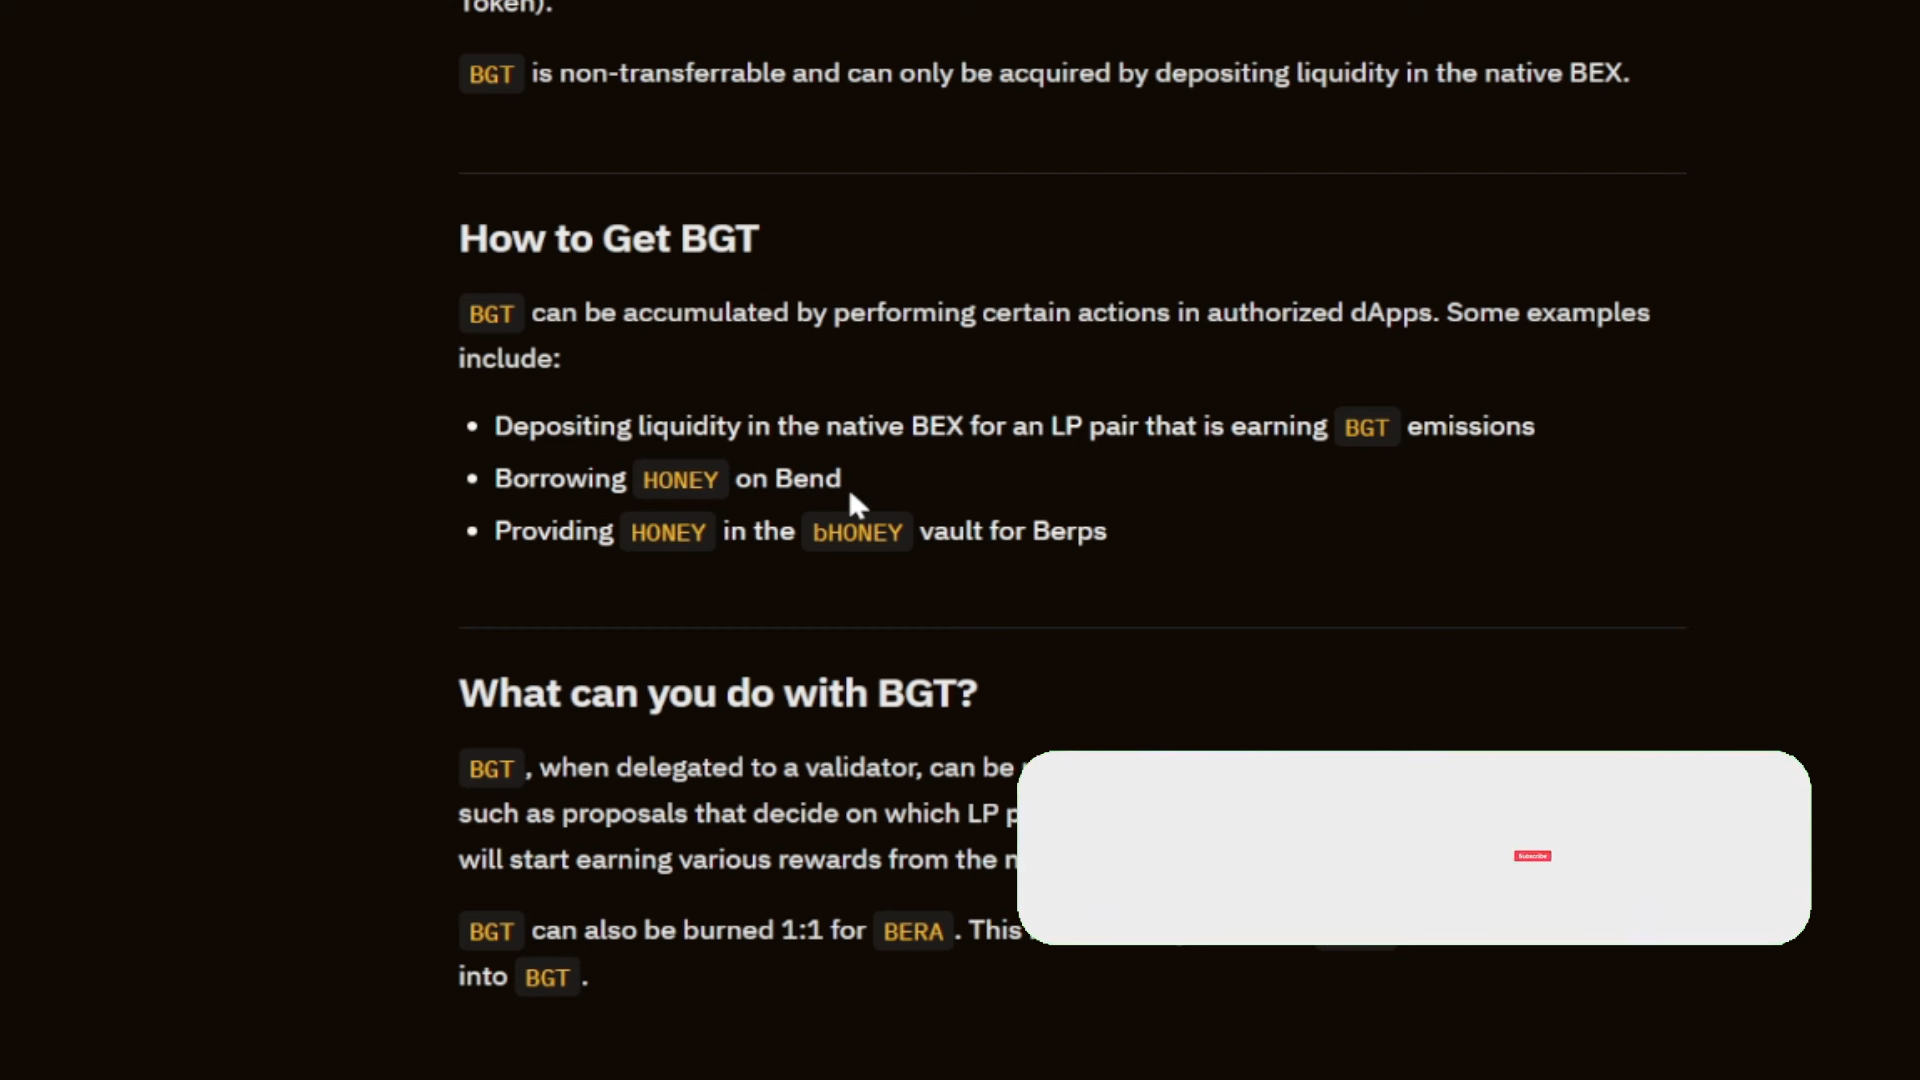 Token).
BGT is non-transferrable and can only be acquired by depositing liquidity in the native BEX.
How to Get BGT
BGT can be accumulated by performing certain actions in authorized dApps. Some examples
include:
• Depositing liquidity in the native BEX for an LP pair that is earning BGT emissions
• Borrowing HONEY on Bend
• Providing HONEY in the bHONEY vault for Berps
What can you do with BGT?
BGT , when delegated to a validator, can be
such as proposals that decide on which LP
will start earning various rewards from the
Subscribe
BGT can also be burned 1:1 for BERA . This
into BGT .